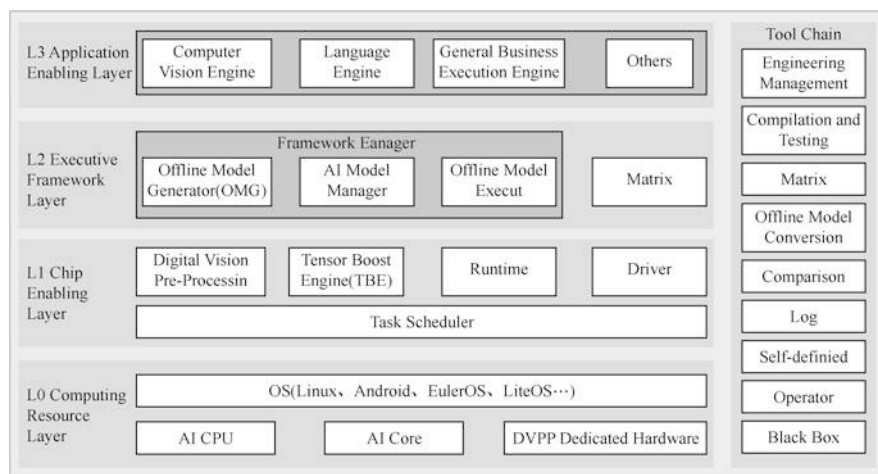 L3 Application
Enabling Layer
Computer
Vision Engine
Language
Engine
General Business
Execution Engine
Others
L2 Executive
Framework
Layer
Framework Eanager
Offline Model
Generator(OMG)
AI Model
Manager
Offline Model
Execut
Matrix
L1 Chip
Enabling
Layer
Digital Vision
Pre-Processin
Tensor Boost
Engine(TBE)
Runtime
Driver
Task Scheduler
L0 Computing
Resource
Layer
OS(Linux、Android、EulerOS、LiteOS…)
AI CPU
AI Core
DVPP Dedicated Hardware
Tool Chain
Engineering
Management
Compilation and
Testing
Matrix
Offline Model
Conversion
Comparison
Log
Self-definied
Operator
Black Box